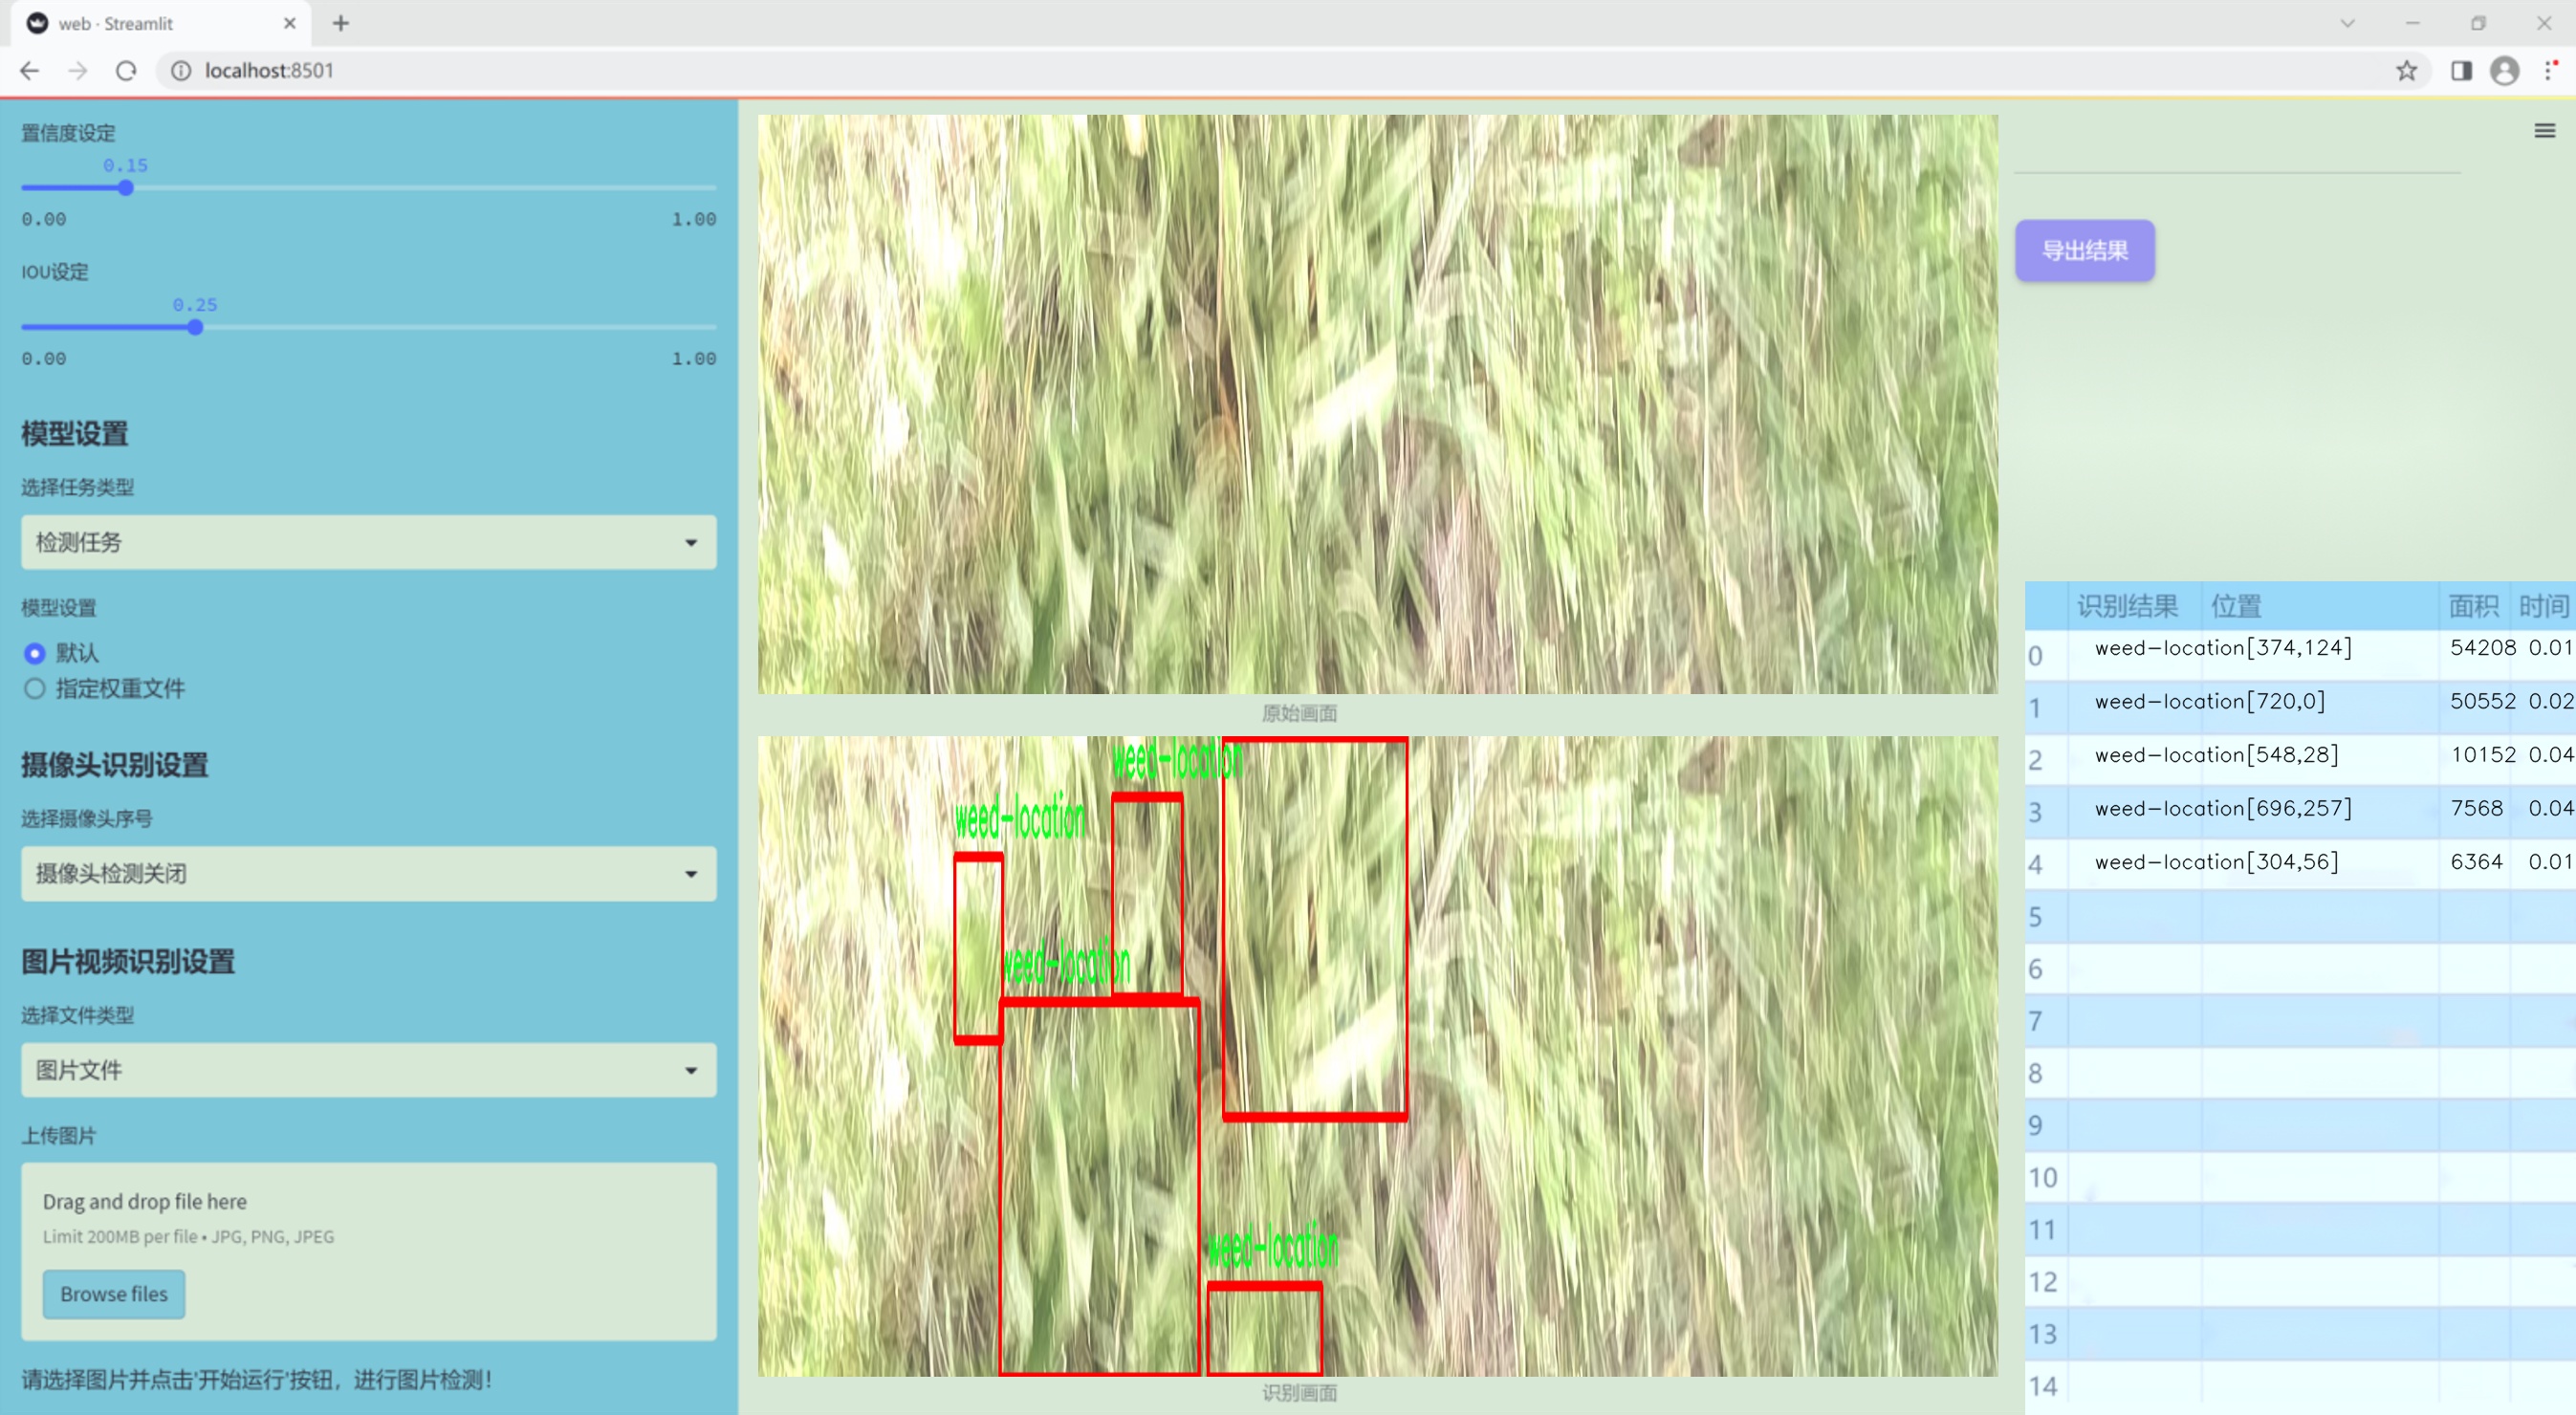 web · Streamlit
localhost:8501
置信度设定
0.15
0.00 1.00
IOU设定
0.25
0.00 1.00
模型设置
选择任务类型
检测任务
模型设置
默认
指定权重文件
摄像头识别设置
选择摄像头序号
摄像头检测关闭
图片视频识别设置
选择文件类型
图片文件
上传图片
Drag and drop file here
Limit 200MB per file • JPG, PNG, JPEG
Browse files
请选择图片并点击'开始运行'按钮，进行图片检测！
原始画面
weed-location
weed-location
weed-location
weed-location
识别画面
导出结果
识别结果 位置 面积 时间
0 weed-location[374,124] 54208 0.01
1 weed-location[720,0] 50552 0.02
2 weed-location[548,28] 10152 0.04
3 weed-location[696,257] 7568 0.04
4 weed-location[304,56] 6364 0.01
5
6
7
8
9
10
11
12
13
14